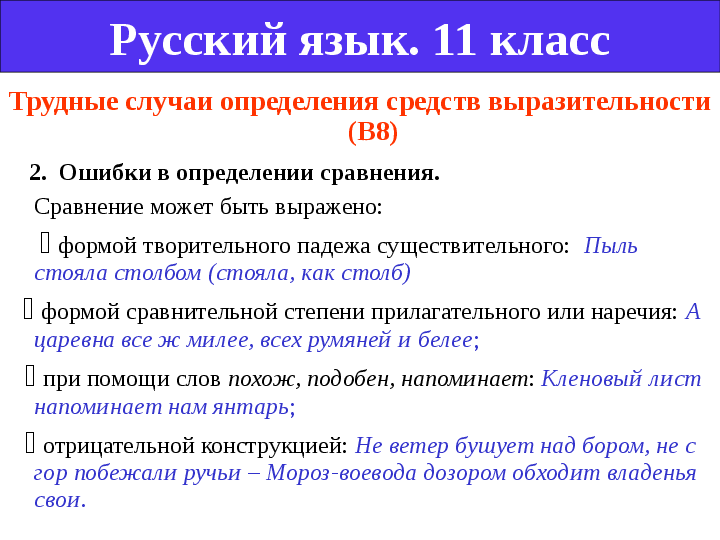 Русский язык. 11 класс
Трудные случаи определения средств выразительности
(В8)
2. Ошибки в определении сравнения.
Сравнение может быть выражено:
формой творительного падежа существительного: Пыль
стояла столбом (стояла, как столб)
формой сравнительной степени прилагательного или наречия: А
царевна все ж милее, всех румяней и белее;
при помощи слов похож, подобен, напоминает: Кленовый лист
напоминает нам янтарь;
отрицательной конструкцией: Не ветер бушует над бором, не с
гор побежали ручьи – Мороз-воевода дозором обходит владенья
свои.